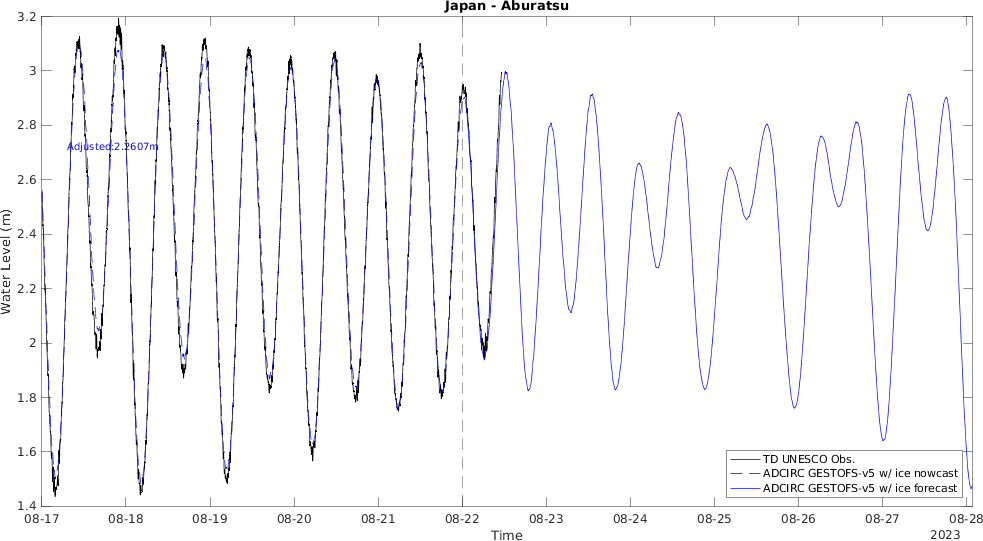 Japan - Aburatsu
3.2
3
2.8
2.6
2.4
2.2
2
1.8
1.6
1.4
Water Level (m)
Adjusted:2.2607m
TD UNESCO Obs.
ADCIRC GESTOFS-v5 w/ ice nowcast
ADCIRC GESTOFS-v5 w/ ice forecast
08-17 08-18 08-19 08-20 08-21 08-22 08-23 08-24 08-25 08-26 08-27 08-28
Time
2023